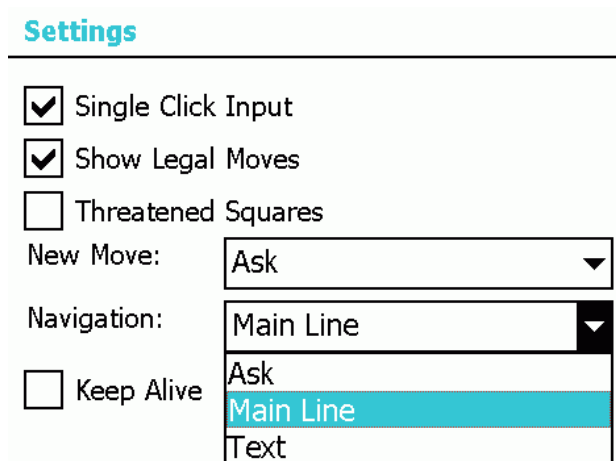 Settings
Single Click Input
Show Legal Moves
Threatened Squares
New Move: Ask
Navigation: Main Line
Ask
Keep Alive
Main Line
Text